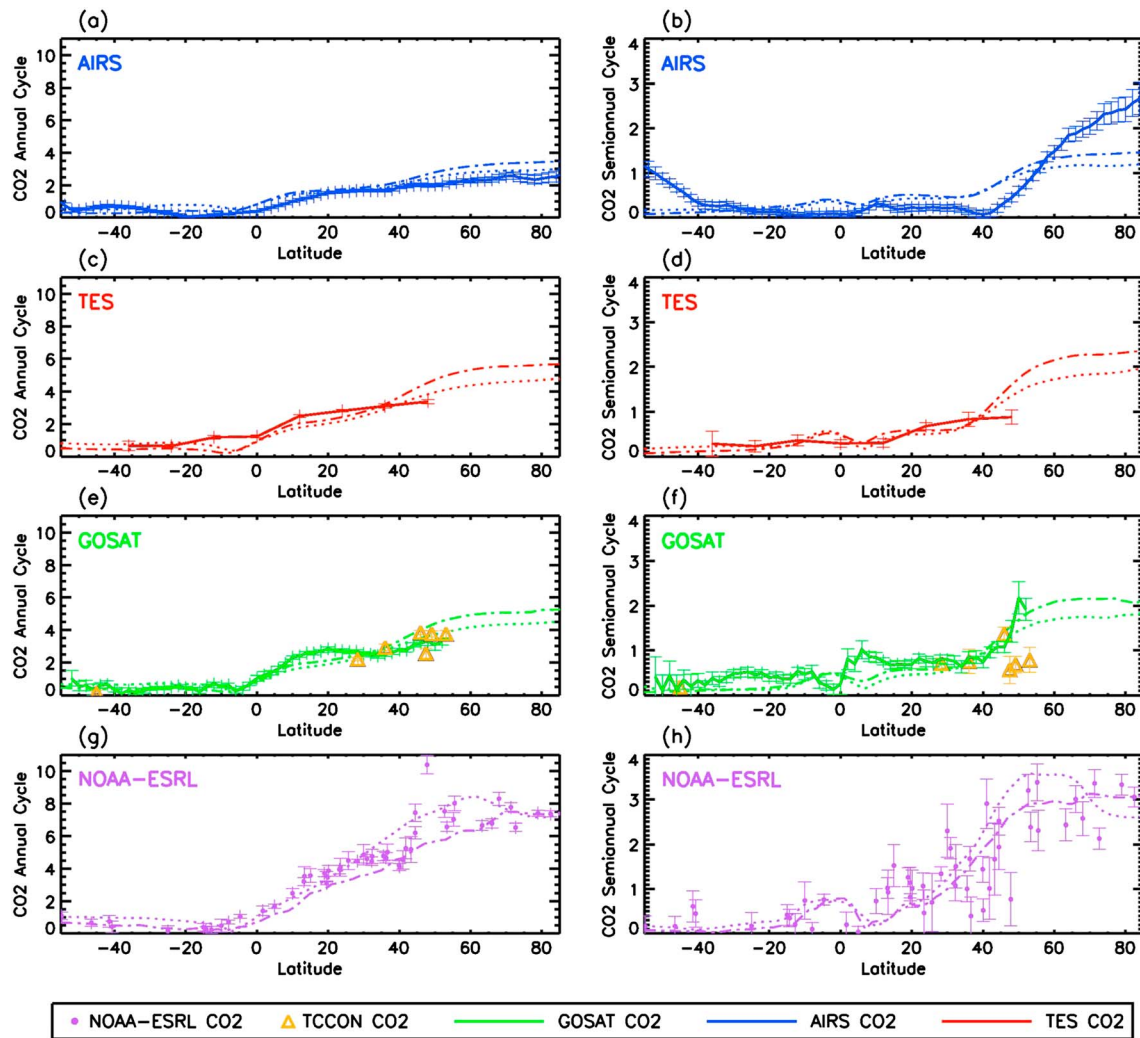 (a)
(b)
AIRS
AIRS
CO2 Annual Cycle
10
8
6
4
2
0
CO2 Semiannual Cycle
4
3
2
1
0
−40 −20 0 20 40 60 80
Latitude
−40 −20 0 20 40 60 80
Latitude
(c)
(d)
TES
TES
CO2 Annual Cycle
10
8
6
4
2
0
CO2 Semiannual Cycle
4
3
2
1
0
−40 −20 0 20 40 60 80
Latitude
−40 −20 0 20 40 60 80
Latitude
(e)
(f)
GOSAT
GOSAT
CO2 Annual Cycle
10
8
6
4
2
0
CO2 Semiannual Cycle
4
3
2
1
0
−40 −20 0 20 40 60 80
Latitude
−40 −20 0 20 40 60 80
Latitude
(g)
(h)
NOAA−ESRL
NOAA−ESRL
CO2 Annual Cycle
10
8
6
4
2
0
CO2 Semiannual Cycle
4
3
2
1
0
−40 −20 0 20 40 60 80
Latitude
−40 −20 0 20 40 60 80
Latitude
NOAA−ESRL CO2 TCCON CO2 GOSAT CO2 AIRS CO2 TES CO2